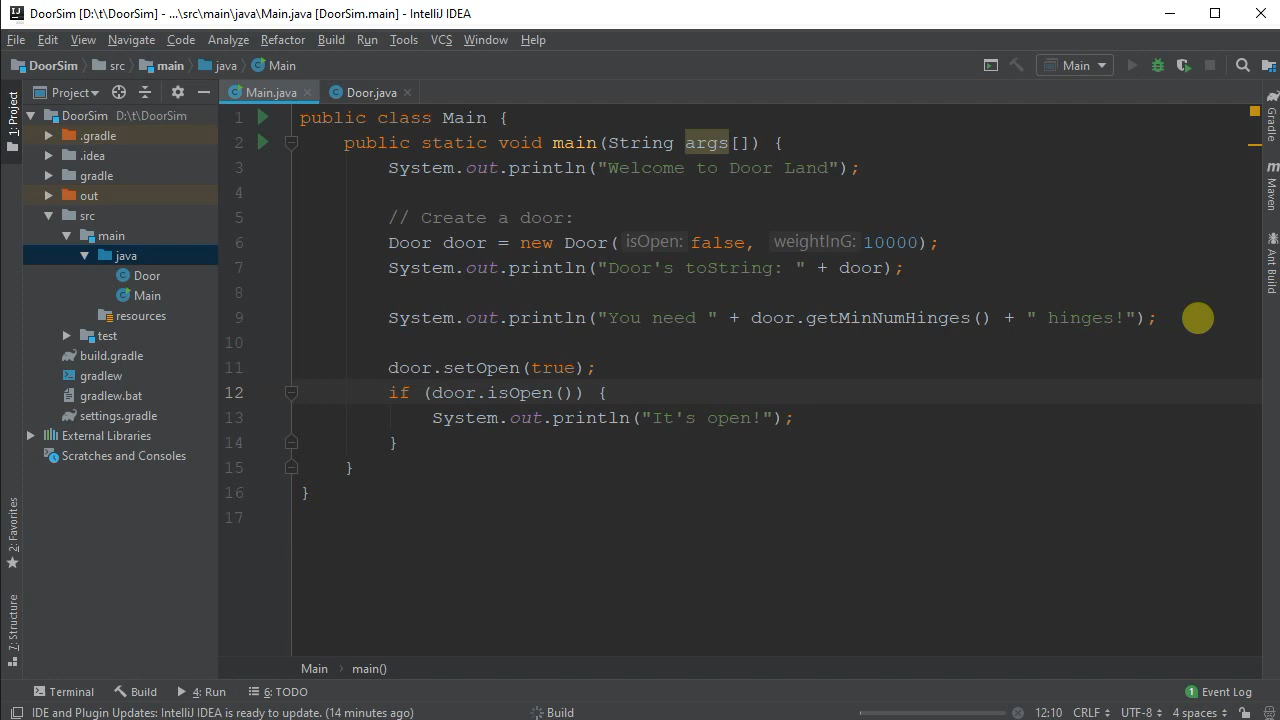 DoorSim [D:\t\DoorSim] - ...\src\main\java\Main.java [DoorSim.main] - IntelliJ IDEA
File Edit View Navigate Code Analyze Refactor Build Run Tools VCS Window Help
DoorSim src main java Main
Main
1: Project
Project
Main.java
Door.java
DoorSim D:\t\DoorSim
.gradle
.idea
gradle
out
src
main
java
Door
Main
resources
test
build.gradle
gradlew
gradlew.bat
settings.gradle
External Libraries
Scratches and Consoles
2: Favorites
7: Structure
1 public class Main {
2 public static void main(String args[]) {
3 System.out.println("Welcome to Door Land");
4
5 // Create a door:
6 Door door = new Door( isOpen: false, weightInG: 10000);
7 System.out.println("Door's toString: " + door);
8
9 System.out.println("You need " + door.getMinNumHinges() + " hinges!");
10
11 door.setOpen(true);
12 if (door.isOpen()) {
13 System.out.println("It's open!");
14 }
15 }
16 }
17
Gradle
m
Maven
Ant Build
Main main()
Terminal Build 4: Run 6: TODO
1 Event Log
IDE and Plugin Updates: IntelliJ IDEA is ready to update. (14 minutes ago)
Build
12:10 CRLF UTF-8 4 spaces